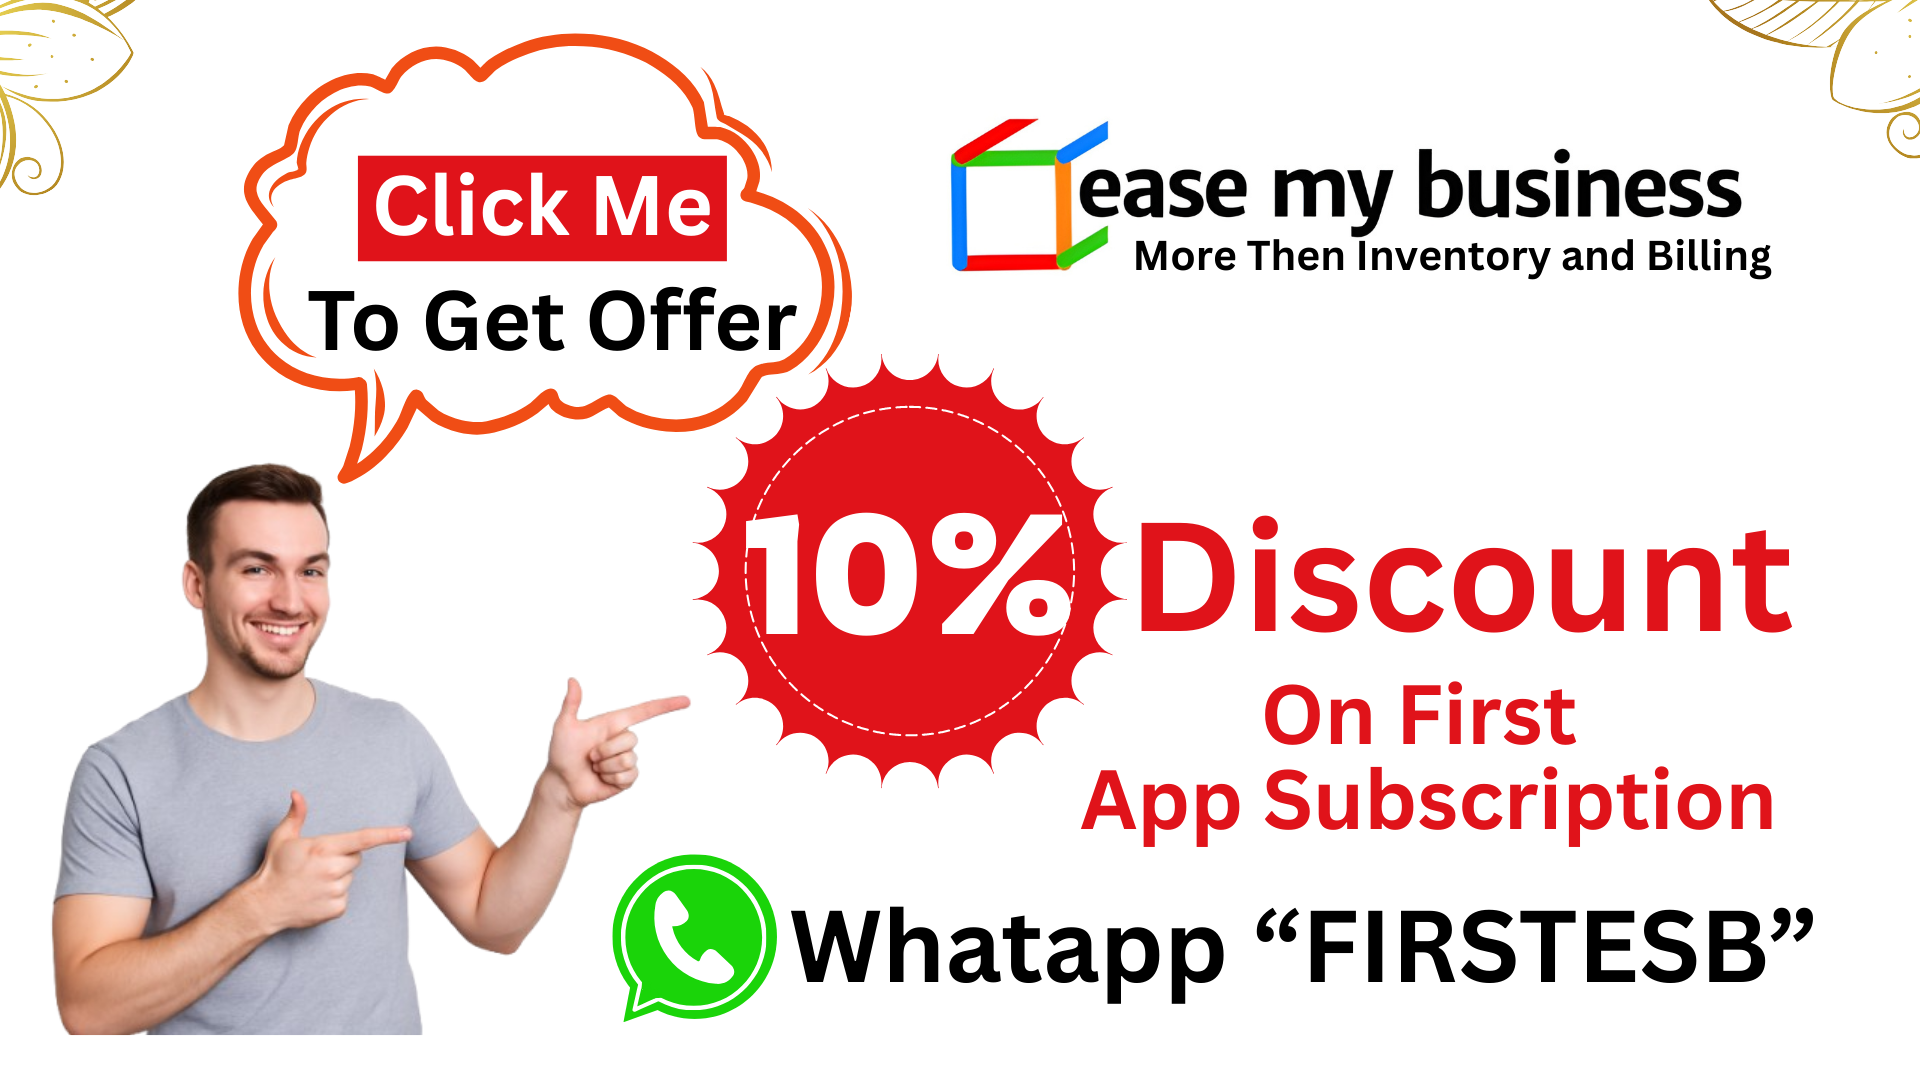 Click Me
To Get Offer
ease my business
More Then Inventory and Billing
10% Discount
On First
App Subscription
Whatapp “FIRSTESB”